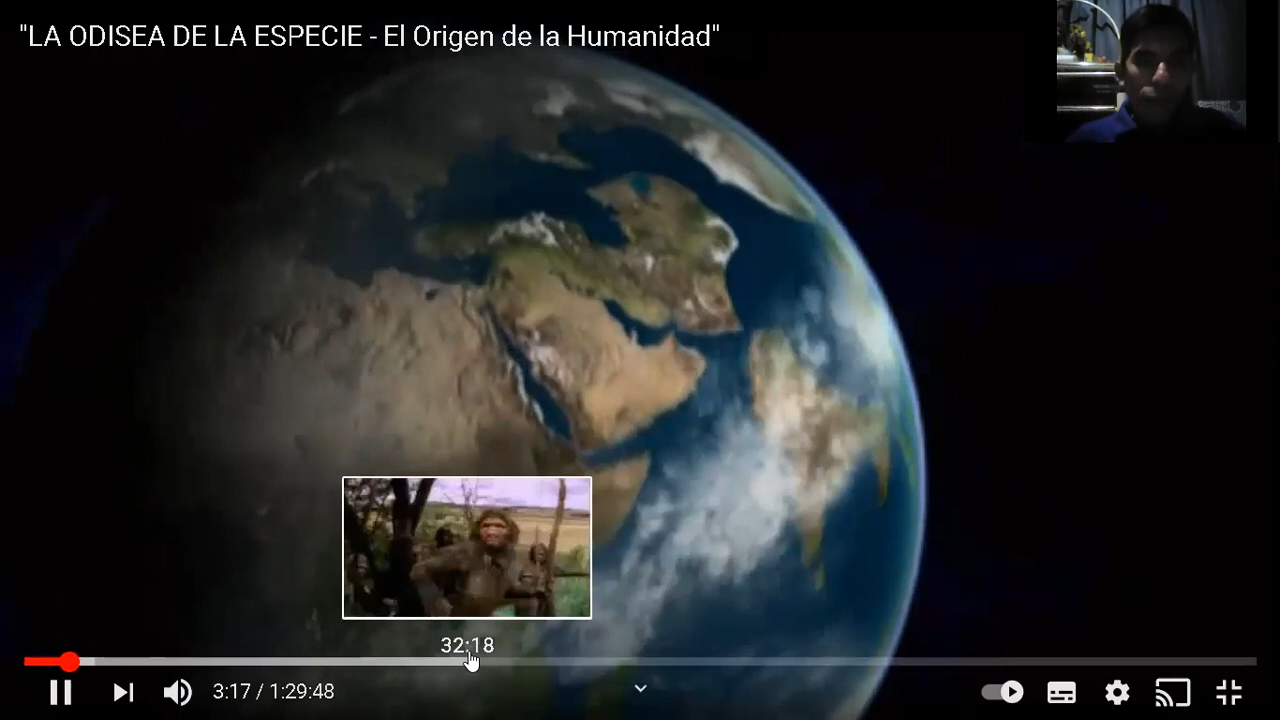 "LA ODISEA DE LA ESPECIE - El Origen de la Humanidad"
32:18
3:17 / 1:29:48